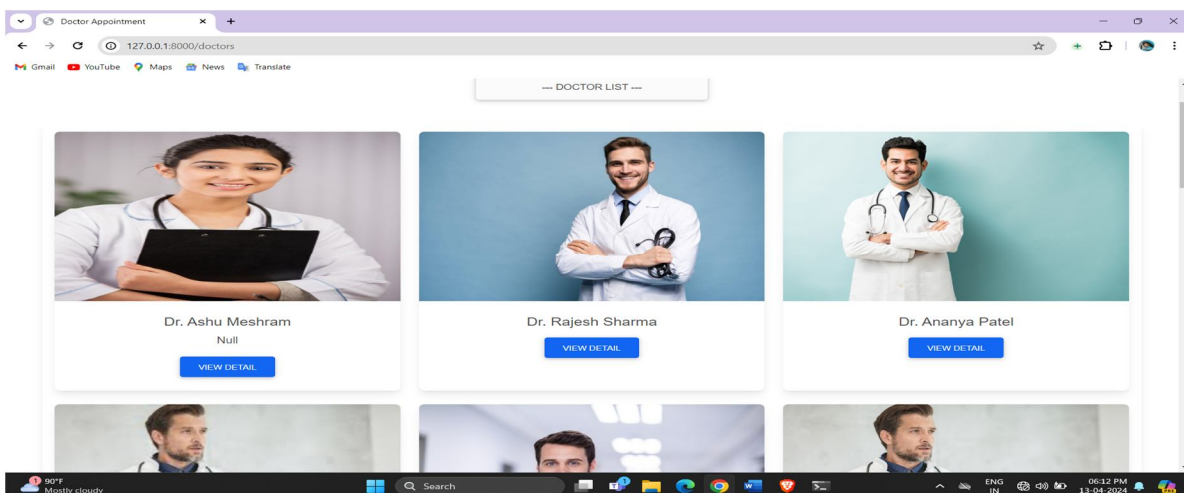 Doctor Appointment
127.0.0.1:8000/doctors
Gmail YouTube Maps News Translate
--- DOCTOR LIST ---
Dr. Ashu Meshram
Null
VIEW DETAIL
Dr. Rajesh Sharma
VIEW DETAIL
Dr. Ananya Patel
VIEW DETAIL
1 90°F
Mostly cloudy
Search
ENG
IN
06:12 PM
13-04-2024